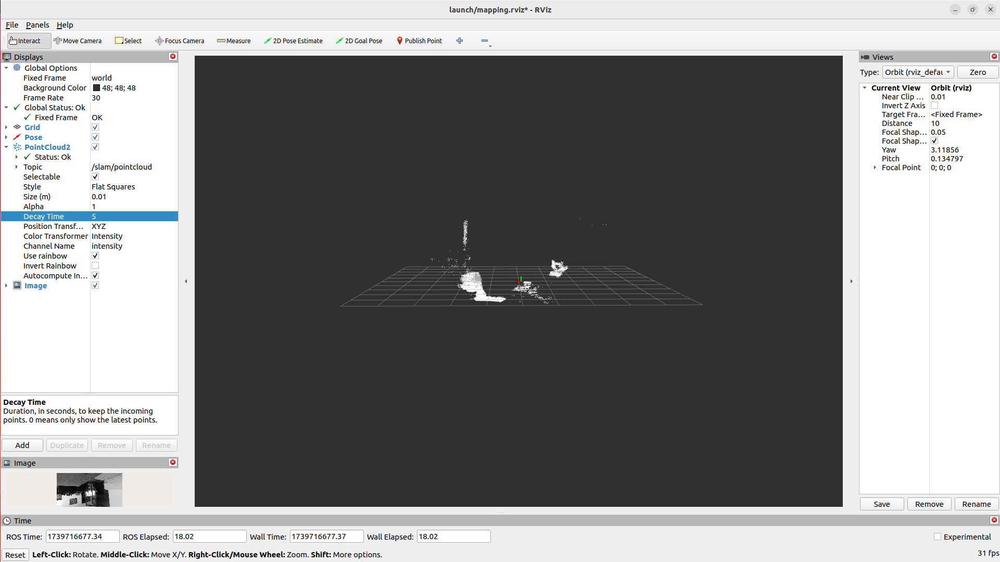 launch/mapping.rviz* - RViz
File Panels Help
Interact Move Camera Select Focus Camera Measure 2D Pose Estimate 2D Goal Pose Publish Point
Displays
Global Options
Fixed Frame world
Background Color 48; 48; 48
Frame Rate 30
Global Status: Ok
Fixed Frame OK
Grid
Pose
PointCloud2
Status: Ok
Topic /slam/pointcloud
Selectable
Style Flat Squares
Size (m) 0.01
Alpha 1
Decay Time 5
Position Transf... XYZ
Color Transformer Intensity
Channel Name intensity
Use rainbow
Invert Rainbow
Autocompute In...
Image
Decay Time
Duration, in seconds, to keep the incoming
points. 0 means only show the latest points.
Add Duplicate Remove Rename
Image
Views
Type: Orbit (rviz_defau Zero
Current View Orbit (rviz)
Near Clip ... 0.01
Invert Z Axis
Target Fra... <Fixed Frame>
Distance 10
Focal Shap... 0.05
Focal Shap...
Yaw 3.11856
Pitch 0.134797
Focal Point 0; 0; 0
Save Remove Rename
Time
ROS Time: 1739716677.34 ROS Elapsed: 18.02 Wall Time: 1739716677.37 Wall Elapsed: 18.02 Experimental
Reset Left-Click: Rotate. Middle-Click: Move X/Y. Right-Click/Mouse Wheel: Zoom. Shift: More options. 31 fps